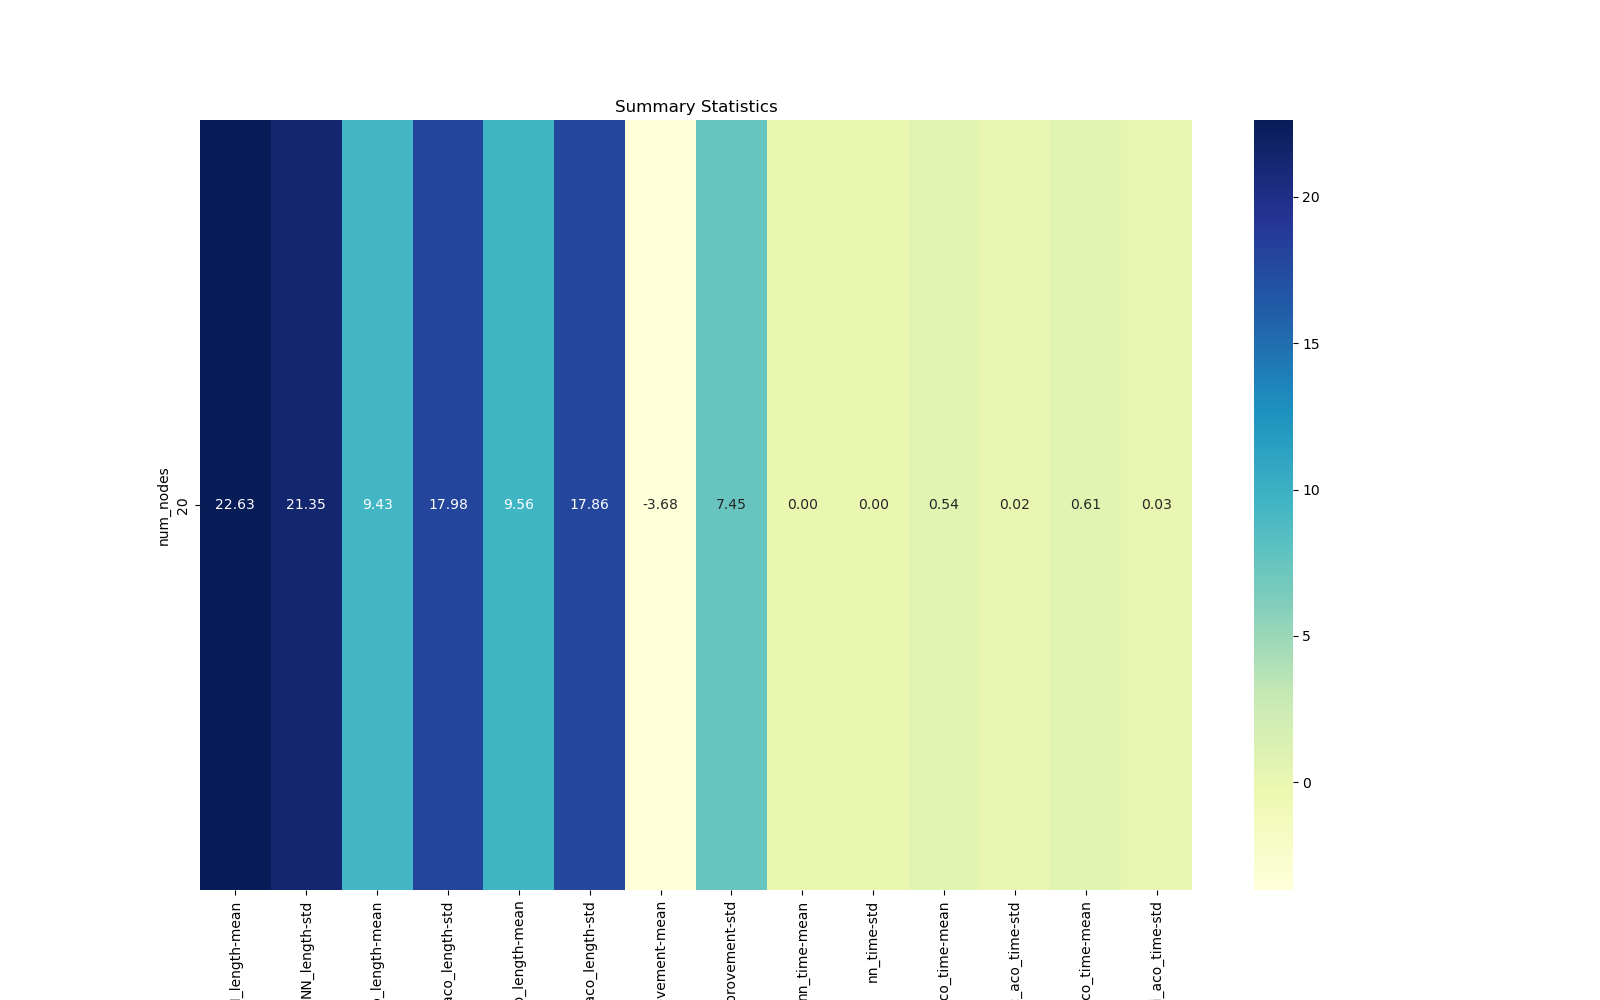 Summary Statistics
num_nodes
20
22.63 21.35 9.43 17.98 9.56 17.86 -3.68 7.45 0.00 0.00 0.54 0.02 0.61 0.03
20
15
10
5
0
_length-mean
NN_length-std
_length-mean
aco_length-std
_length-mean
aco_length-std
vement-mean
provement-std
nn_time-mean
nn_time-std
co_time-mean
_aco_time-std
co_time-mean
_aco_time-std